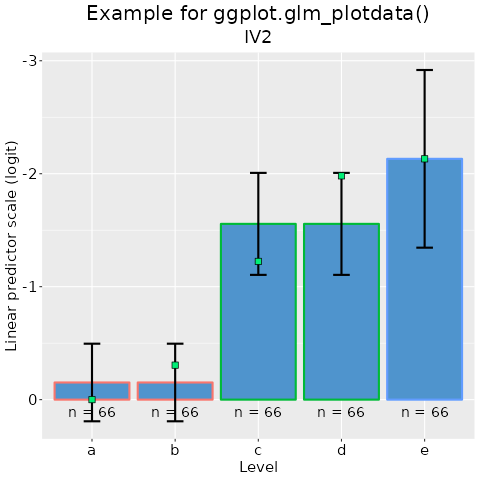 Example for ggplot.glm_plotdata()
IV2
Linear predictor scale (logit)
-3
-2
-1
0
n = 66 n = 66 n = 66 n = 66 n = 66
a b c d e
Level